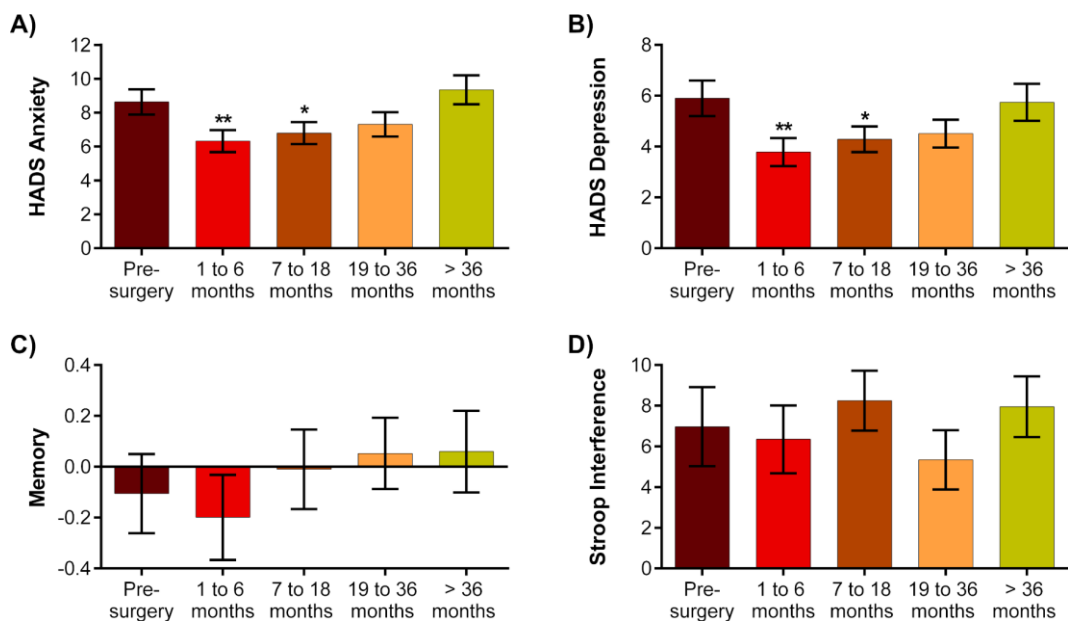 A)
HADS Anxiety
12
10
8
6
4
2
0
**
*
Pre-
surgery
1 to 6
months
7 to 18
months
19 to 36
months
> 36
months
B)
HADS Depression
8
6
4
2
0
**
*
Pre-
surgery
1 to 6
months
7 to 18
months
19 to 36
months
> 36
months
C)
Memory
0.4
0.2
0.0
-0.2
-0.4
Pre-
surgery
1 to 6
months
7 to 18
months
19 to 36
months
> 36
months
D)
Stroop Interference
10
8
6
4
2
0
Pre-
surgery
1 to 6
months
7 to 18
months
19 to 36
months
> 36
months